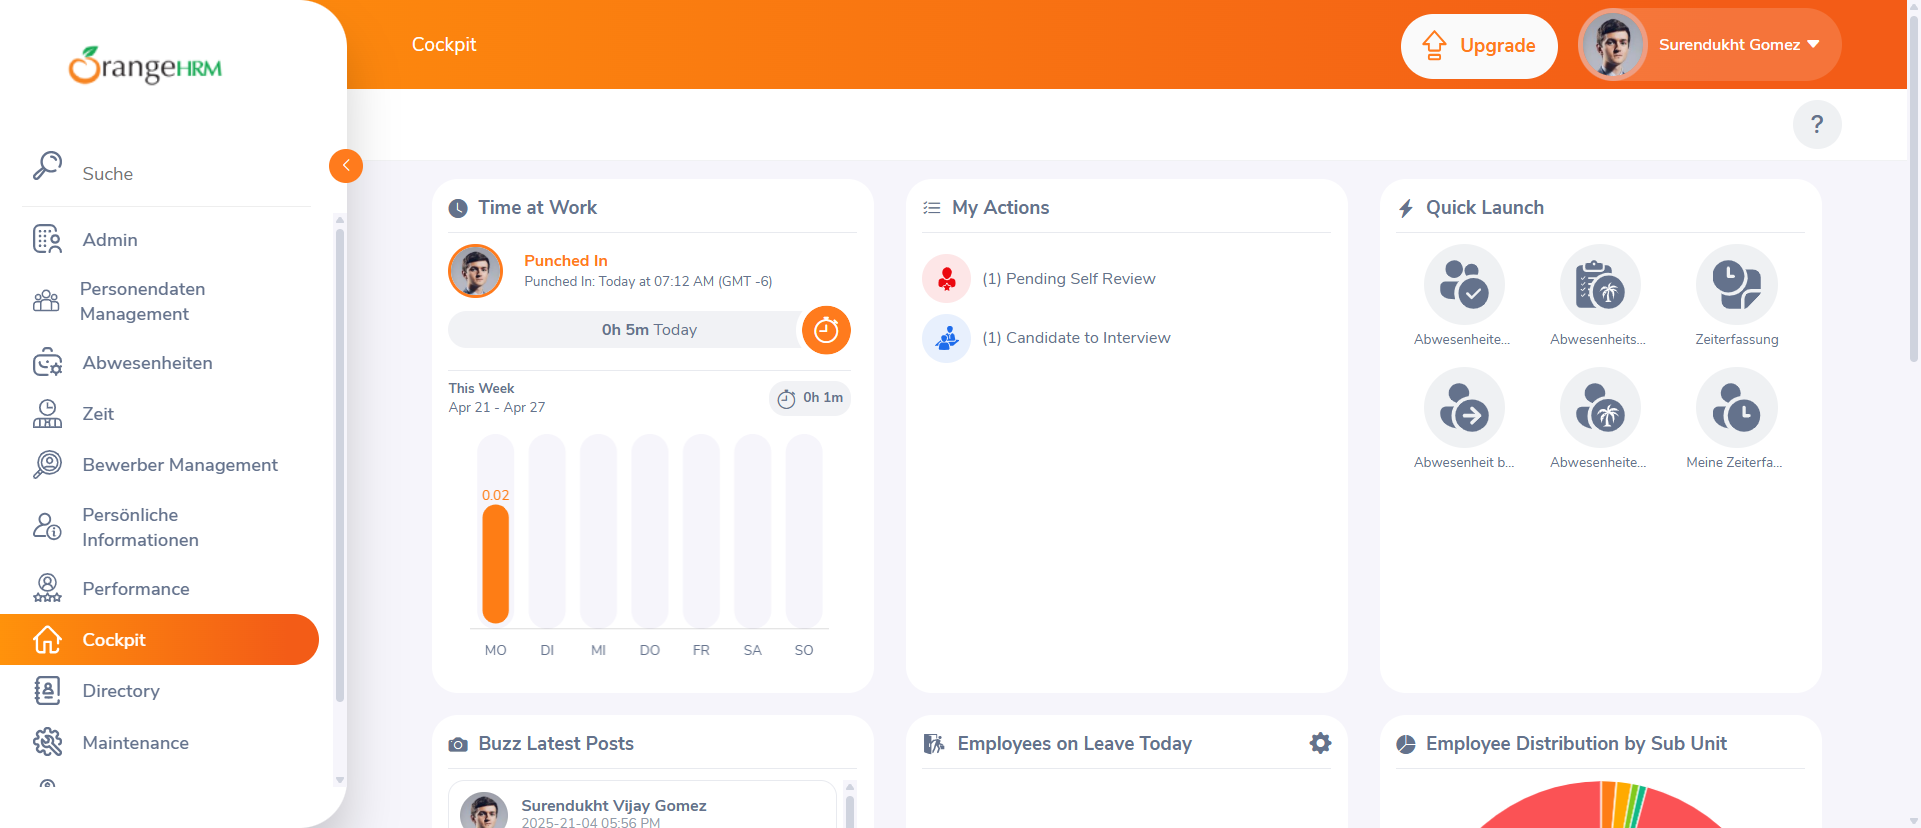 OrangeHRM
Suche
Admin
Personendaten
Management
Abwesenheiten
Zeit
Bewerber Management
Persönliche
Informationen
Performance
Cockpit
Directory
Maintenance
Cockpit
Upgrade
Surendukht Gomez
?
Time at Work
Punched In
Punched In: Today at 07:12 AM (GMT -6)
0h 5m Today
This Week
Apr 21 - Apr 27
0h 1m
0.02
MO DI MI DO FR SA SO
My Actions
(1) Pending Self Review
(1) Candidate to Interview
Quick Launch
Abwesenheite... Abwesenheits... Zeiterfassung
Abwesenheit b... Abwesenheite... Meine Zeiterfa...
Buzz Latest Posts
Surendukht Vijay Gomez
2025-21-04 05:56 PM
Employees on Leave Today
Employee Distribution by Sub Unit